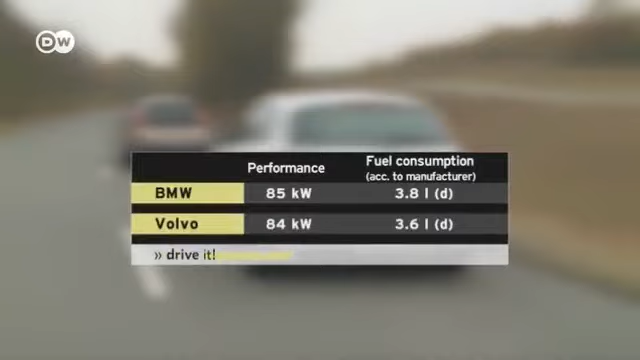 DW
Performance Fuel consumption
(acc. to manufacturer)
BMW 85 kW 3.8 l (d)
Volvo 84 kW 3.6 l (d)
» drive it!